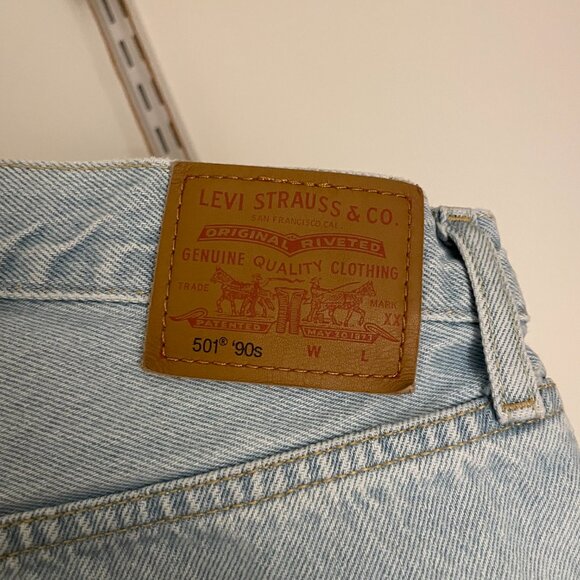 LEVI STRAUSS & CO.
SAN FRANCISCO CAL.
ORIGINAL RIVETED
GENUINE QUALITY CLOTHING
TRADE MARK
XX
PATENTED MAY 20 1873
501® '90s W L